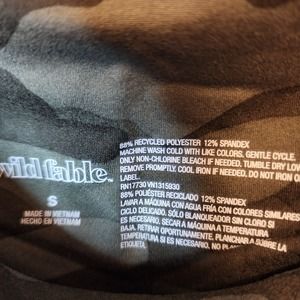 wild fable™
S
MADE IN VIETNAM
HECHO EN VIETNAM
88% RECYCLED POLYESTER 12% SPANDEX
MACHINE WASH COLD WITH LIKE COLORS, GENTLE CYCLE.
ONLY NON-CHLORINE BLEACH IF NEEDED. TUMBLE DRY LOW
REMOVE PROMPTLY. COOL IRON IF NEEDED. DO NOT IRON O
LABEL.
RN17730 VN1315930
88% POLIÉSTER RECICLADO 12% SPANDEX
LAVAR A MÁQUINA CON AGUA FRÍA CON COLORES SIMILARES
CICLO DELICADO. SÓLO BLANQUEADOR SIN CLORO SI
ES NECESARIO. SECAR A MÁQUINA A TEMPERATURA
BAJA. RETIRAR OPORTUNAMENTE. PLANCHAR A
TEMPERATURA SI ES NECESARIO. NO PLANCHAR SOBRE LA
ETIQUETA.